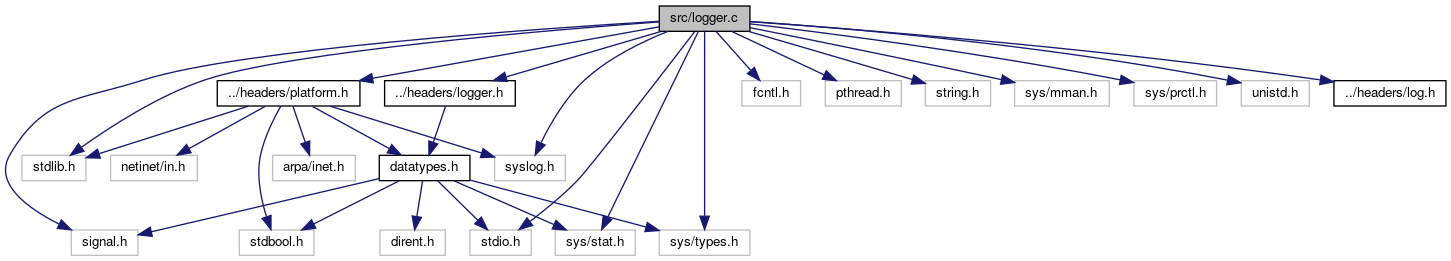 src/logger.c
../headers/platform.h
../headers/logger.h
fcntl.h
pthread.h
string.h
sys/mman.h
sys/prctl.h
unistd.h
../headers/log.h
stdlib.h
netinet/in.h
arpa/inet.h
datatypes.h
syslog.h
signal.h
stdbool.h
dirent.h
stdio.h
sys/stat.h
sys/types.h